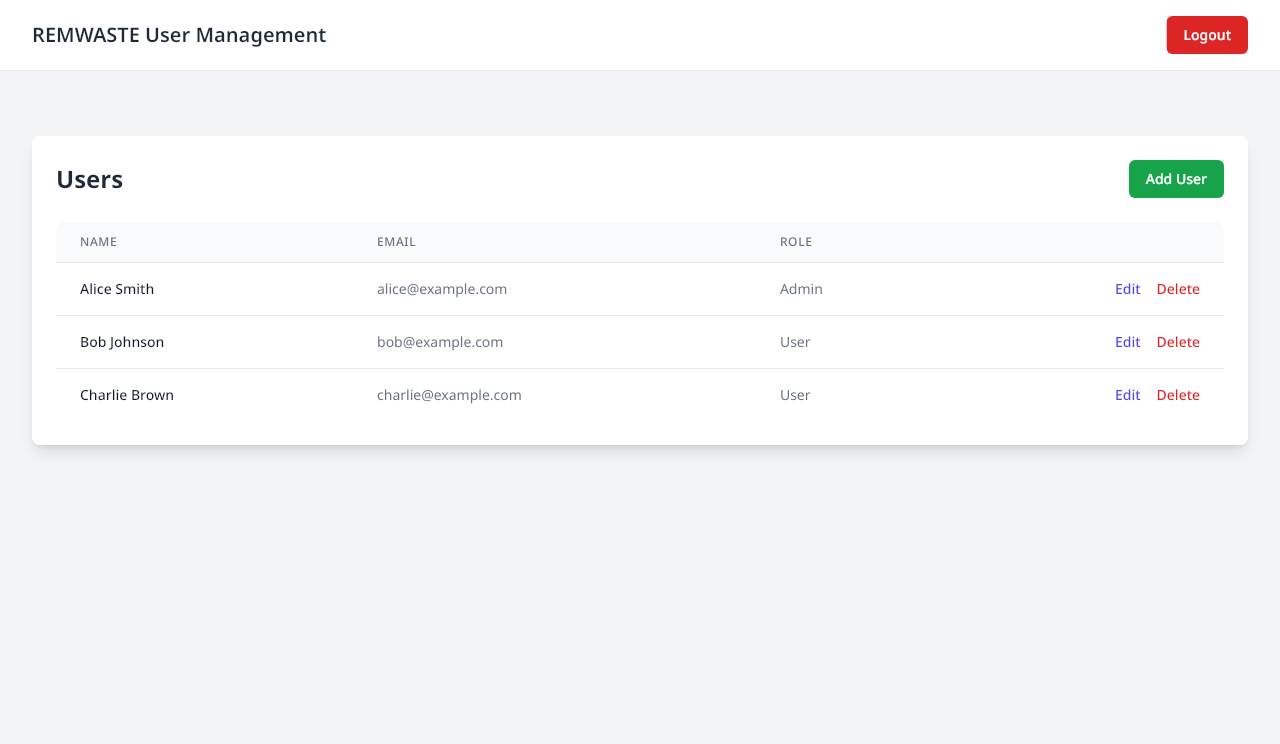 REMWASTE User Management Logout
Users Add User
NAME EMAIL ROLE
Alice Smith alice@example.com Admin Edit Delete
Bob Johnson bob@example.com User Edit Delete
Charlie Brown charlie@example.com User Edit Delete